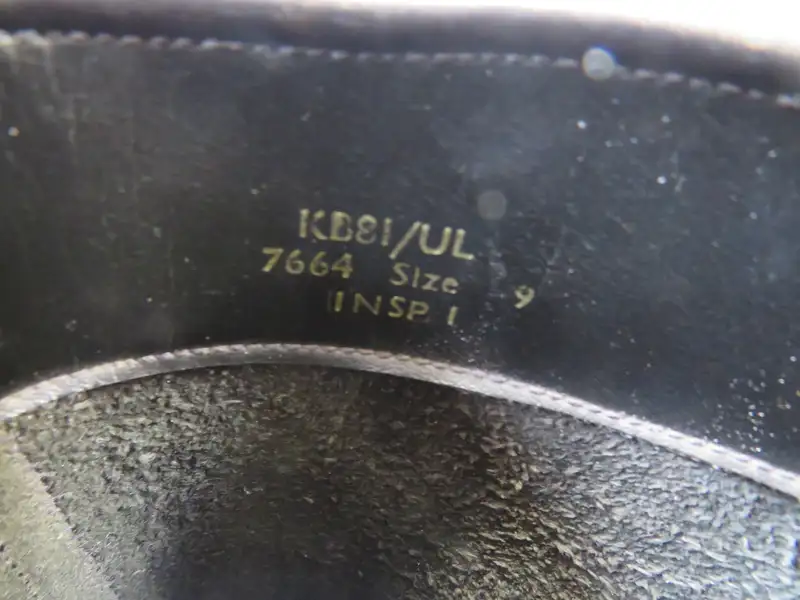 KB81/UL
7664 Size 9
INSP. 1